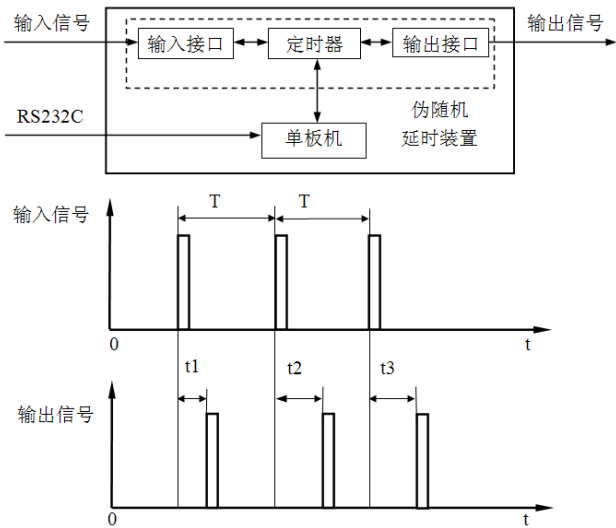 输入信号
输出信号
输入接口
定时器
输出接口
RS232C
单板机
伪随机
延时装置
T
T
输入信号
0
t
t1
t2
t3
输出信号
0
t